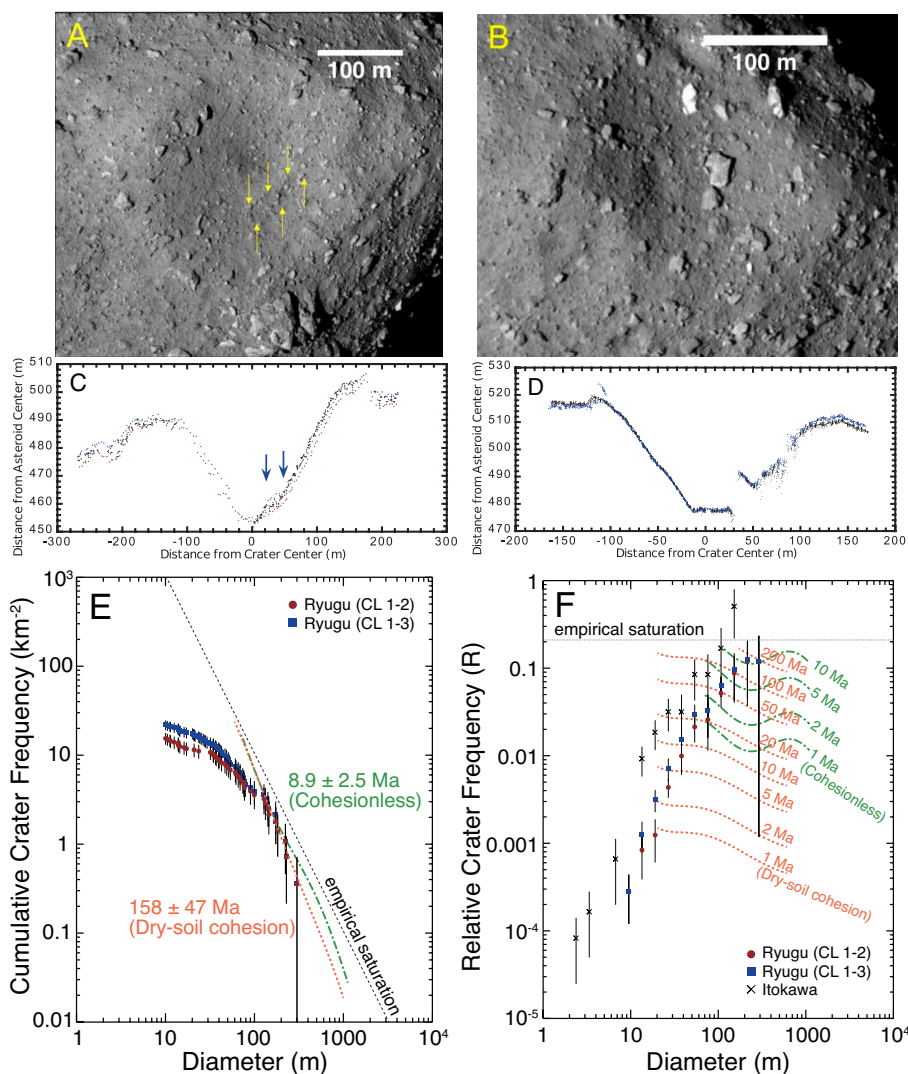 A
100 m
B
100 m
C
Distance from Asteroid Center (m)
510
500
490
480
470
460
450
-300
-200
-100
0
100
200
300
Distance from Crater Center (m)
D
Distance from Asteroid Center (m)
530
520
510
500
490
480
470
-200
-150
-100
-50
0
50
100
150
200
Distance from Crater Center (m)
E
Ryugu (CL 1-2)
Ryugu (CL 1-3)
8.9 ± 2.5 Ma
(Cohesionless)
158 ± 47 Ma
(Dry-soil cohesion)
empirical saturation
Cumulative Crater Frequency (km-2)
10³
100
10
1
0.1
0.01
1
10
100
1000
10⁴
Diameter (m)
F
empirical saturation
200 Ma
100 Ma
50 Ma
20 Ma
10 Ma
5 Ma
2 Ma
1 Ma
(Dry-soil cohesion)
10 Ma
5 Ma
2 Ma
1 Ma
(Cohesionless)
Ryugu (CL 1-2)
Ryugu (CL 1-3)
Itokawa
Relative Crater Frequency (R)
1
0.1
0.01
0.001
10⁻⁴
10⁻⁵
1
10
100
1000
10⁴
Diameter (m)